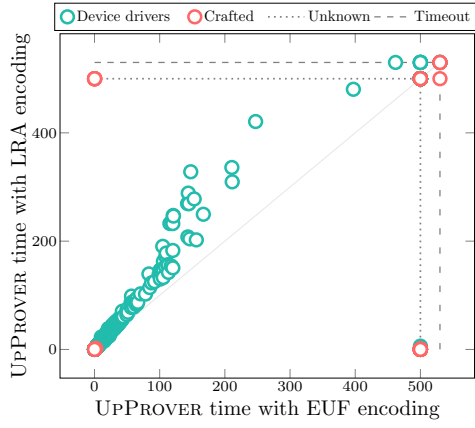 Device drivers Crafted Unknown Timeout
400
200
0
0 100 200 300 400 500
UPPROVER time with LRA encoding
UPPROVER time with EUF encoding